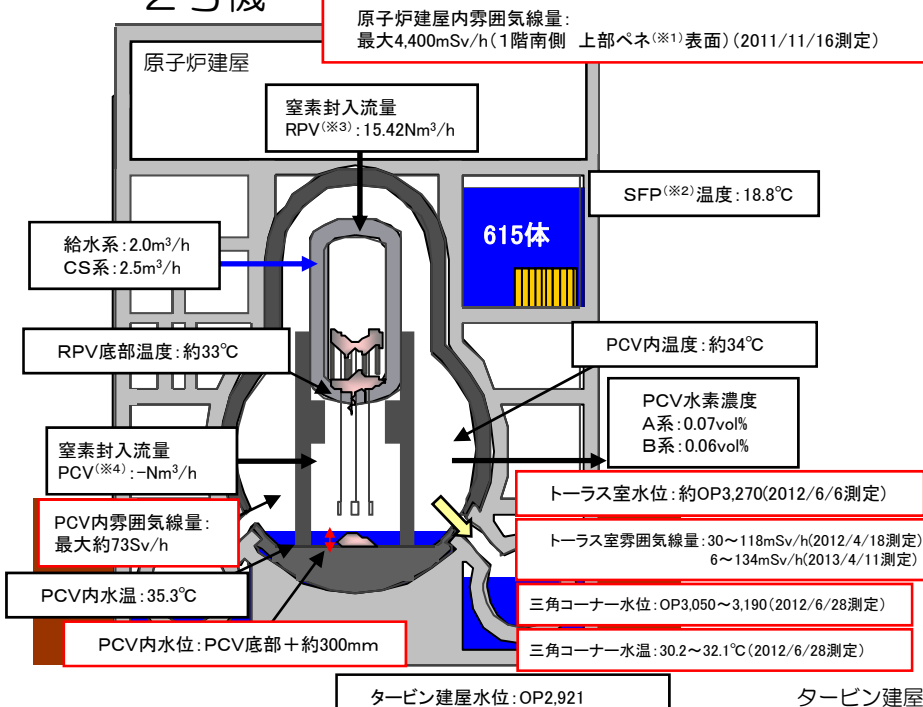 ２号機
原子炉建屋内雰囲気線量：
最大4,400mSv/h（１階南側　上部ペネ(※1)表面）（2011/11/16測定）
原子炉建屋
窒素封入流量
RPV(※3)：15.42Nm3/h
SFP(※2)温度：18.8℃
615体
給水系：2.0m3/h
CS系：2.5m3/h
RPV底部温度：約33℃
PCV内温度：約34℃
PCV水素濃度
A系：0.07vol%
B系：0.06vol%
窒素封入流量
PCV(※4)：-Nm3/h
トーラス室水位：約OP3,270(2012/6/6測定)
PCV内雰囲気線量：
最大約73Sv/h
トーラス室雰囲気線量：30～118mSv/h(2012/4/18測定)
6～134mSv/h(2013/4/11測定)
PCV内水温：35.3℃
三角コーナー水位：OP3,050～3,190(2012/6/28測定)
PCV内水位：PCV底部＋約300mm
三角コーナー水温：30.2～32.1℃(2012/6/28測定)
タービン建屋水位：OP2,921
タービン建屋